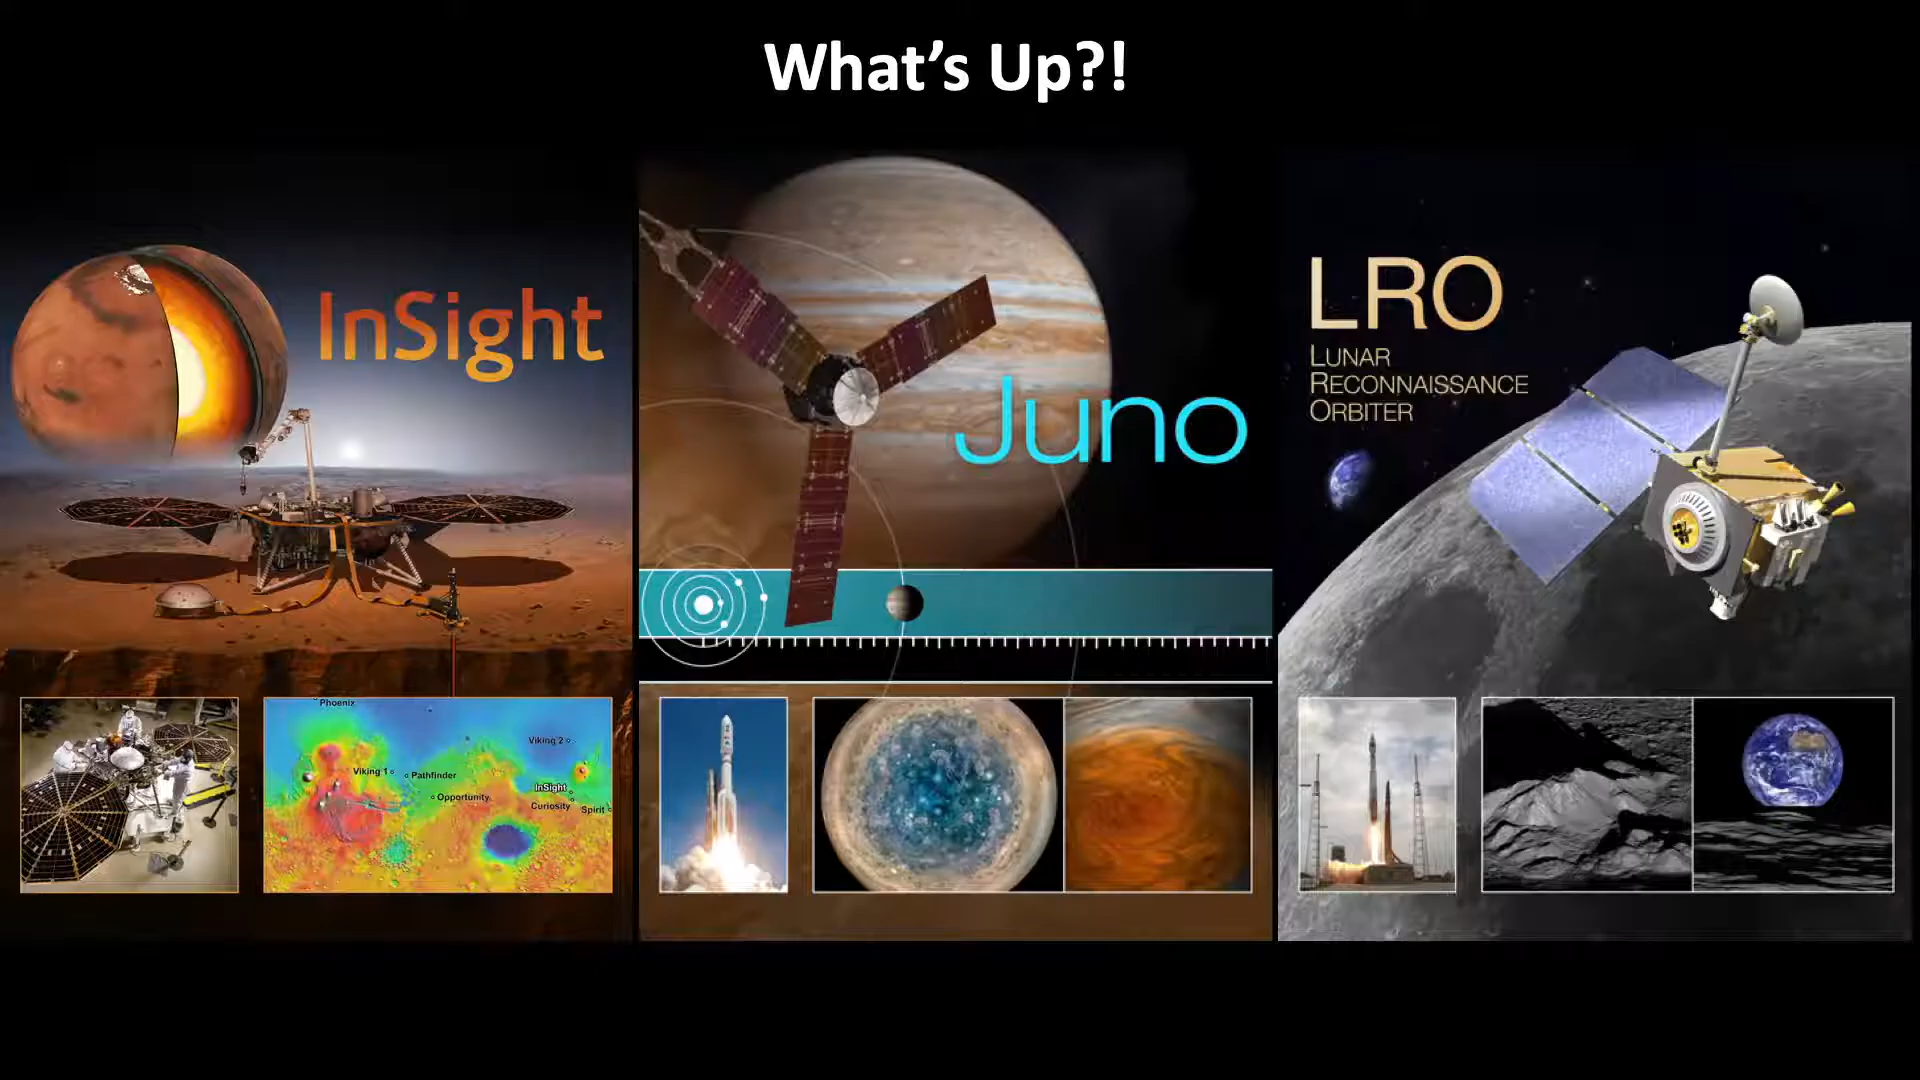 What's Up?!
InSight
Phoenix
Viking 2
Viking 1
Pathfinder
InSight
Opportunity
Curiosity
Spirit
Juno
LRO
LUNAR
RECONNAISSANCE
ORBITER